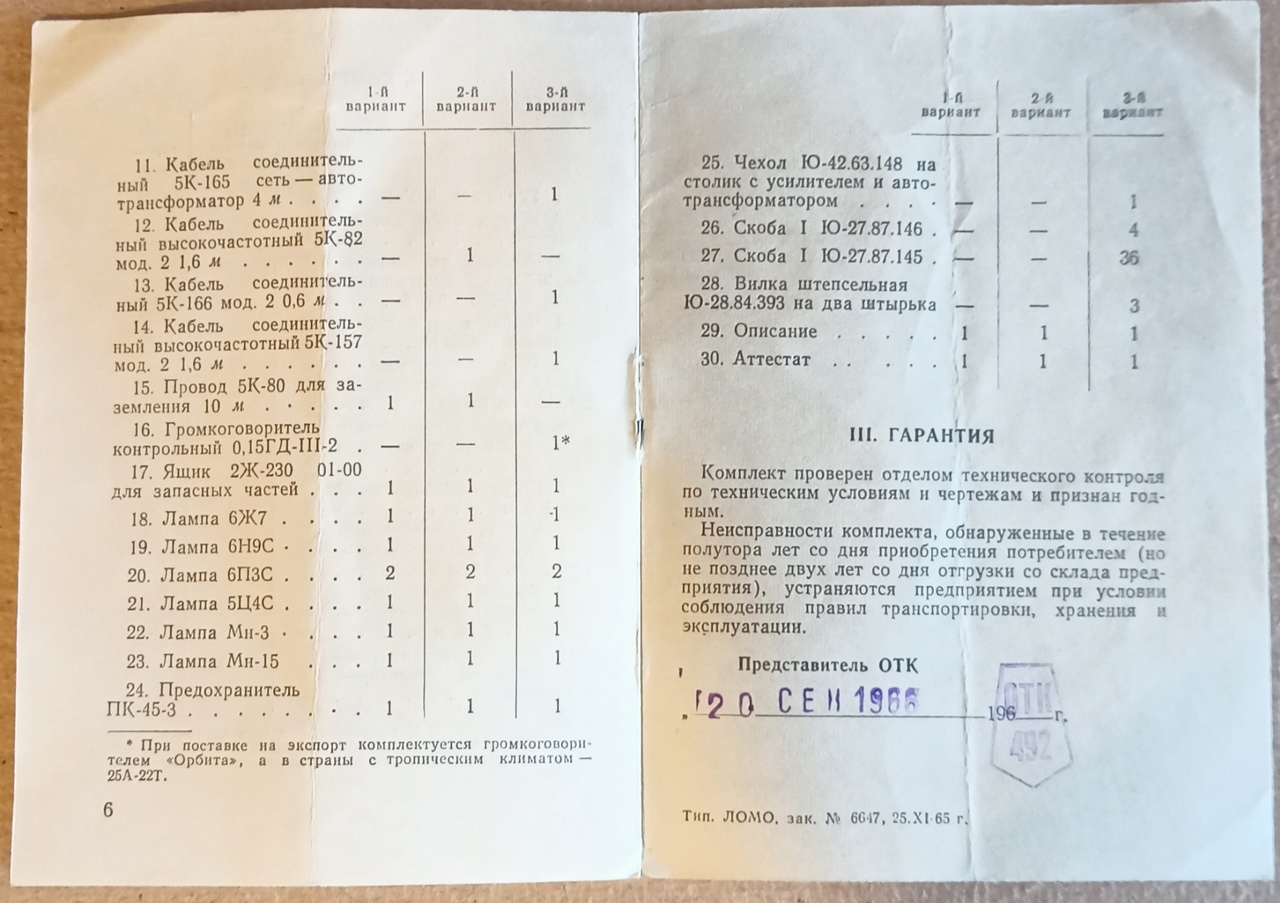 1-й вариант 2-й вариант 3-й вариант
11. Кабель соединитель-
ный 5К-165 сеть — авто-
трансформатор 4 м . . . . — — 1
12. Кабель соединитель-
ный высокочастотный 5К-82
мод. 2 1,6 м . . . . . . — 1 —
13. Кабель соединитель-
ный 5К-166 мод. 2 0,6 м . . — — 1
14. Кабель соединитель-
ный высокочастотный 5К-157
мод. 2 1,6 м . . . . . . — — 1
15. Провод 5К-80 для за-
земления 10 м . . . . . 1 1 —
16. Громкоговоритель
контрольный 0,15ГД-III-2 . — — 1*
17. Ящик 2Ж-230 01-00
для запасных частей . . . 1 1 1
18. Лампа 6Ж7 . . . . 1 1 1
19. Лампа 6Н9С . . . . 1 1 1
20. Лампа 6П3С . . . . 2 2 2
21. Лампа 5Ц4С . . . . 1 1 1
22. Лампа Мн-3 . . . . 1 1 1
23. Лампа Мн-15 . . . 1 1 1
24. Предохранитель
ПК-45-3 . . . . . . . . 1 1 1
* При поставке на экспорт комплектуется громкоговори-
телем «Орбита», а в страны с тропическим климатом —
25А-22Т.
6
1-й вариант 2-й вариант 3-й вариант
25. Чехол Ю-42.63.148 на
столик с усилителем и авто-
трансформатором . . . . — — 1
26. Скоба I Ю-27.87.146 . — — 4
27. Скоба I Ю-27.87.145 . — — 36
28. Вилка штепсельная
Ю-28.84.393 на два штырька — — 3
29. Описание . . . . . 1 1 1
30. Аттестат . . . . . 1 1 1
III. ГАРАНТИЯ
Комплект проверен отделом технического контроля
по техническим условиям и чертежам и признан год-
ным.
Неисправности комплекта, обнаруженные в течение
полутора лет со дня приобретения потребителем (но
не позднее двух лет со дня отгрузки со склада пред-
приятия), устраняются предприятием при условии
соблюдения правил транспортировки, хранения и
эксплуатации.
Представитель ОТК
„20 СЕН 1966 196 г.
ОТК
492
Тип. ЛОМО, зак. № 6647, 25.XI-65 г.